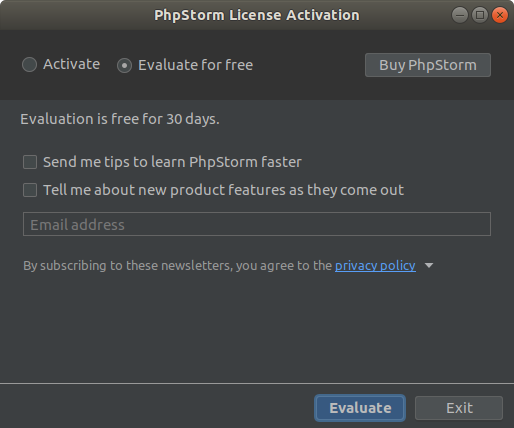 PhpStorm License Activation
Activate
Evaluate for free
Buy PhpStorm
Evaluation is free for 30 days.
Send me tips to learn PhpStorm faster
Tell me about new product features as they come out
Email address
By subscribing to these newsletters, you agree to the privacy policy
Evaluate
Exit